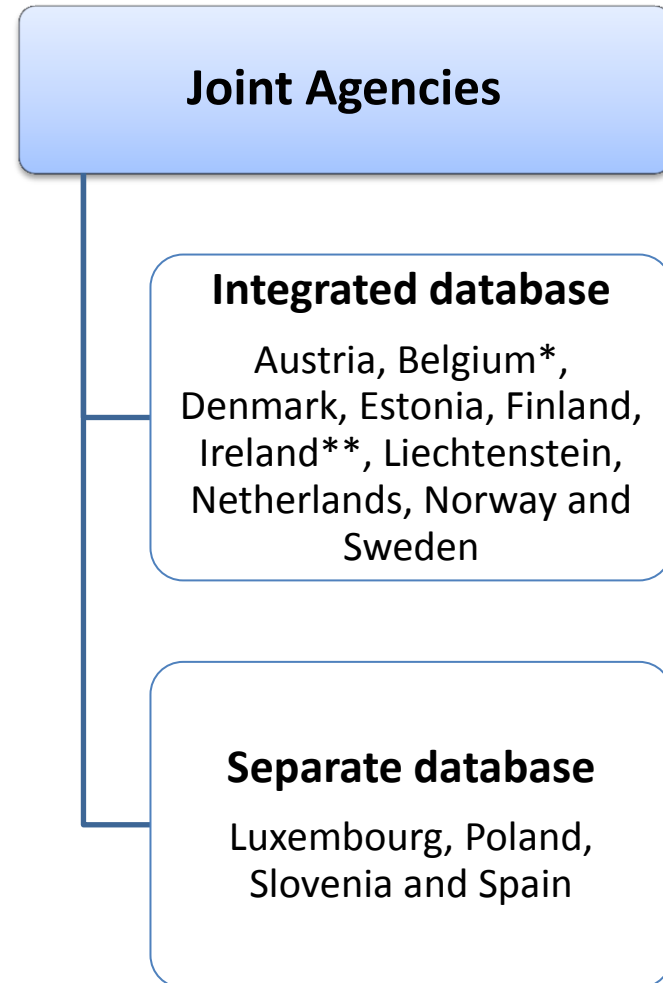 Joint Agencies
Integrated database
Austria, Belgium*,
Denmark, Estonia, Finland,
Ireland**, Liechtenstein,
Netherlands, Norway and
Sweden
Separate database
Luxembourg, Poland,
Slovenia and Spain